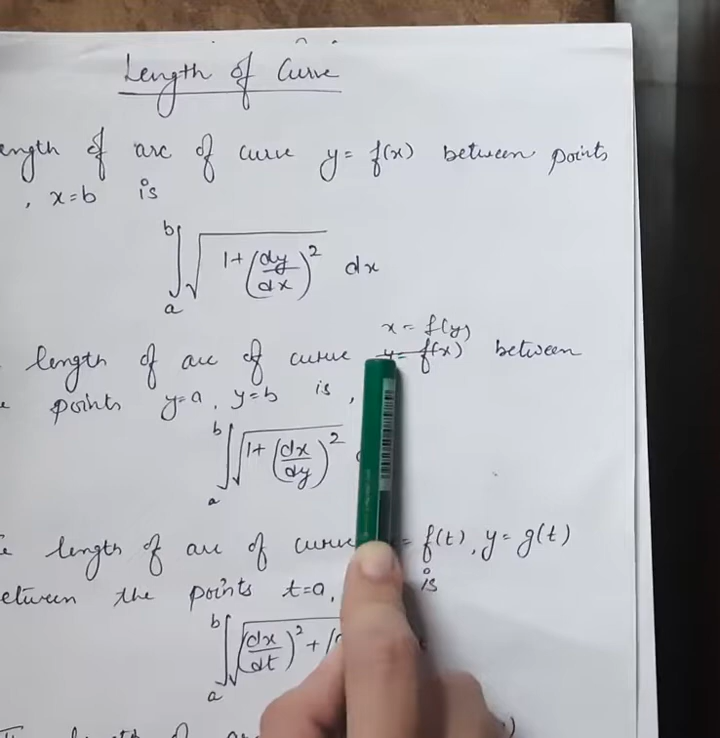 Length of Curve
ength of arc of curve y = f(x) between points
, x=b is
b ∫ a √ 1+ (dy/dx)² dx
x = f(y)
length of arc of curve y = f(x) between
points y=a, y=b is,
b ∫ a √ 1+ (dx/dy)²
length of arc of curve = f(t), y = g(t)
etween the points t=a, is
b ∫ a √ (dx/dt)² +